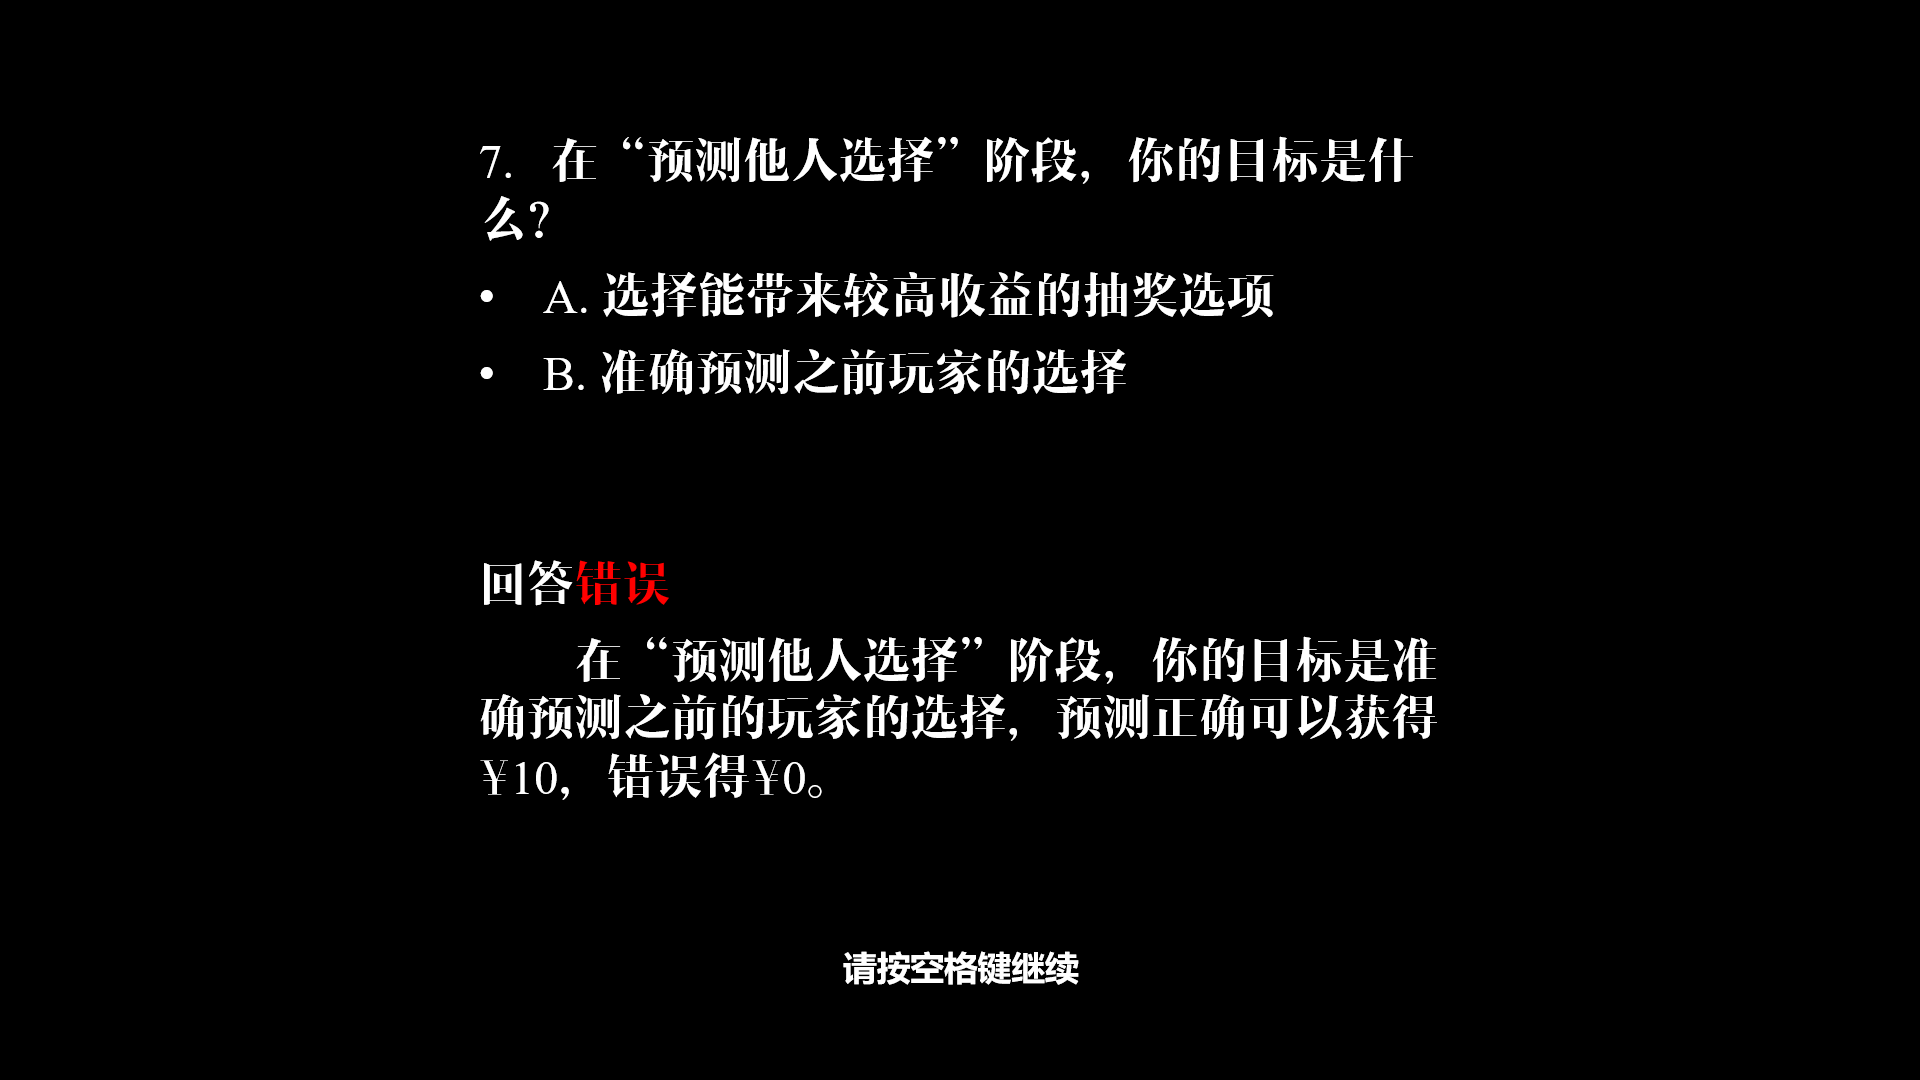 7. 在“预测他人选择”阶段，你的目标是什
么？
• A. 选择能带来较高收益的抽奖选项
• B. 准确预测之前玩家的选择
回答错误
在“预测他人选择”阶段，你的目标是准
确预测之前的玩家的选择，预测正确可以获得
¥10，错误得¥0。
请按空格键继续